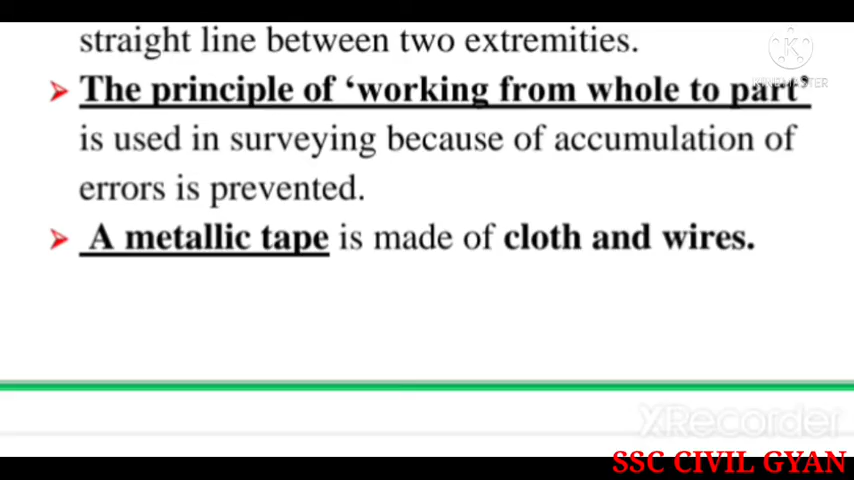 straight line between two extremities.
➤ The principle of ‘working from whole to part’
is used in surveying because of accumulation of
errors is prevented.
➤ A metallic tape is made of cloth and wires.
KINEMASTER
XRecorder
SSC CIVIL GYAN